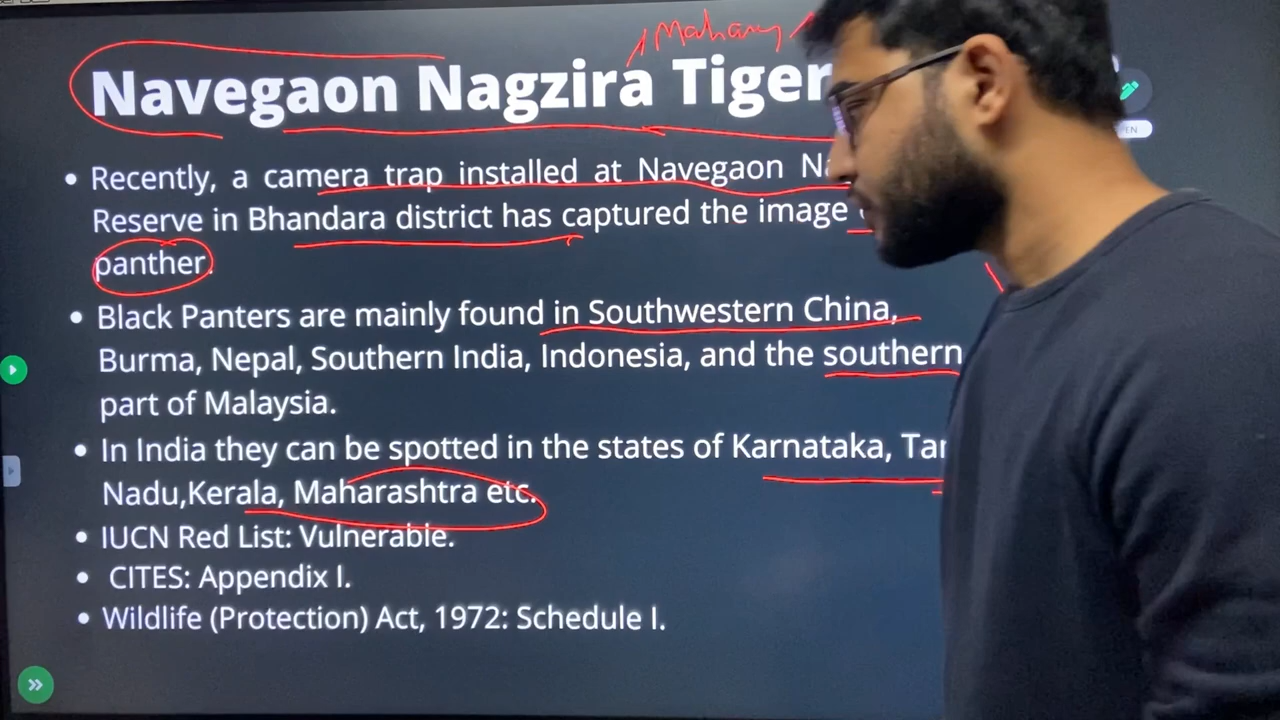 Mahary
Navegaon Nagzira Tiger
Recently, a camera trap installed at Navegaon
Reserve in Bhandara district has captured the image
panther.
Black Panters are mainly found in Southwestern China,
Burma, Nepal, Southern India, Indonesia, and the southern
part of Malaysia.
In India they can be spotted in the states of Karnataka,
Nadu,Kerala, Maharashtra etc.
IUCN Red List: Vulnerable.
CITES: Appendix I.
Wildlife (Protection) Act, 1972: Schedule I.
EN